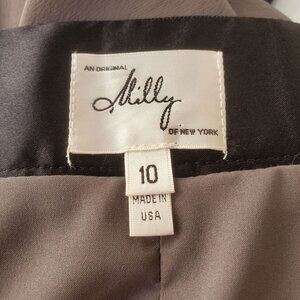 AN ORIGINAL
Milly
OF NEW YORK
10
MADE IN
USA